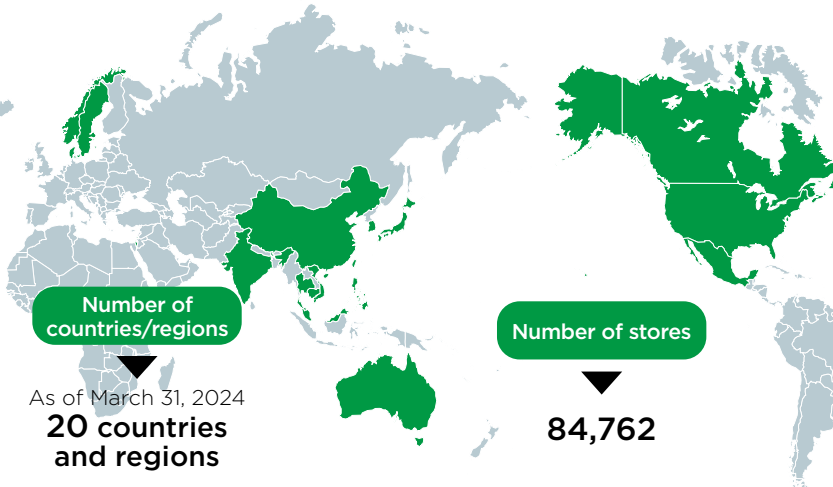 Number of
countries/regions
As of March 31, 2024
20 countries
and regions
Number of stores
84,762